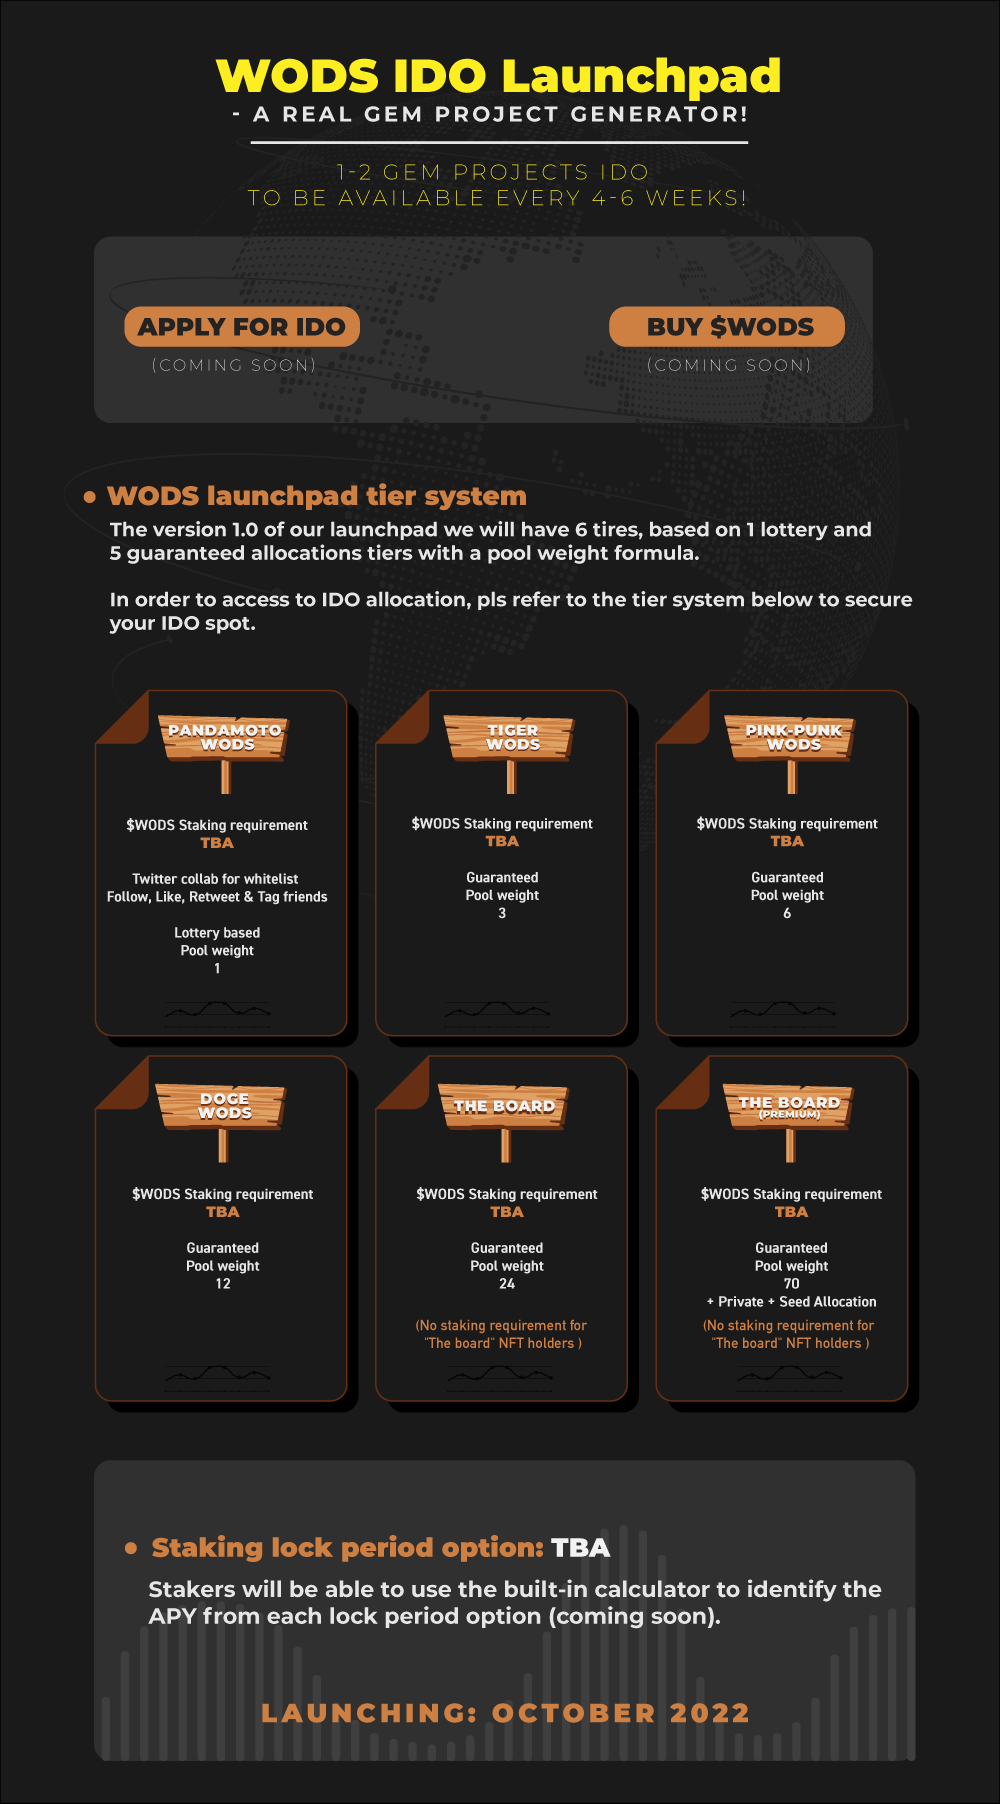 WODS IDO Launchpad
- A REAL GEM PROJECT GENERATOR!
1-2 GEM PROJECTS IDO
TO BE AVAILABLE EVERY 4-6 WEEKS!
APPLY FOR IDO
(COMING SOON)
BUY $WODS
(COMING SOON)
• WODS launchpad tier system
The version 1.0 of our launchpad we will have 6 tires, based on 1 lottery and
5 guaranteed allocations tiers with a pool weight formula.
In order to access to IDO allocation, pls refer to the tier system below to secure
your IDO spot.
PANDAMOTO
WODS
$WODS Staking requirement
TBA
Twitter collab for whitelist
Follow, Like, Retweet & Tag friends
Lottery based
Pool weight
1
TIGER
WODS
$WODS Staking requirement
TBA
Guaranteed
Pool weight
3
PINK-PUNK
WODS
$WODS Staking requirement
TBA
Guaranteed
Pool weight
6
DOGE
WODS
$WODS Staking requirement
TBA
Guaranteed
Pool weight
12
THE BOARD
$WODS Staking requirement
TBA
Guaranteed
Pool weight
24
(No staking requirement for
"The board" NFT holders )
THE BOARD
(PREMIUM)
$WODS Staking requirement
TBA
Guaranteed
Pool weight
70
+ Private + Seed Allocation
(No staking requirement for
"The board" NFT holders )
• Staking lock period option: TBA
Stakers will be able to use the built-in calculator to identify the
APY from each lock period option (coming soon).
LAUNCHING: OCTOBER 2022